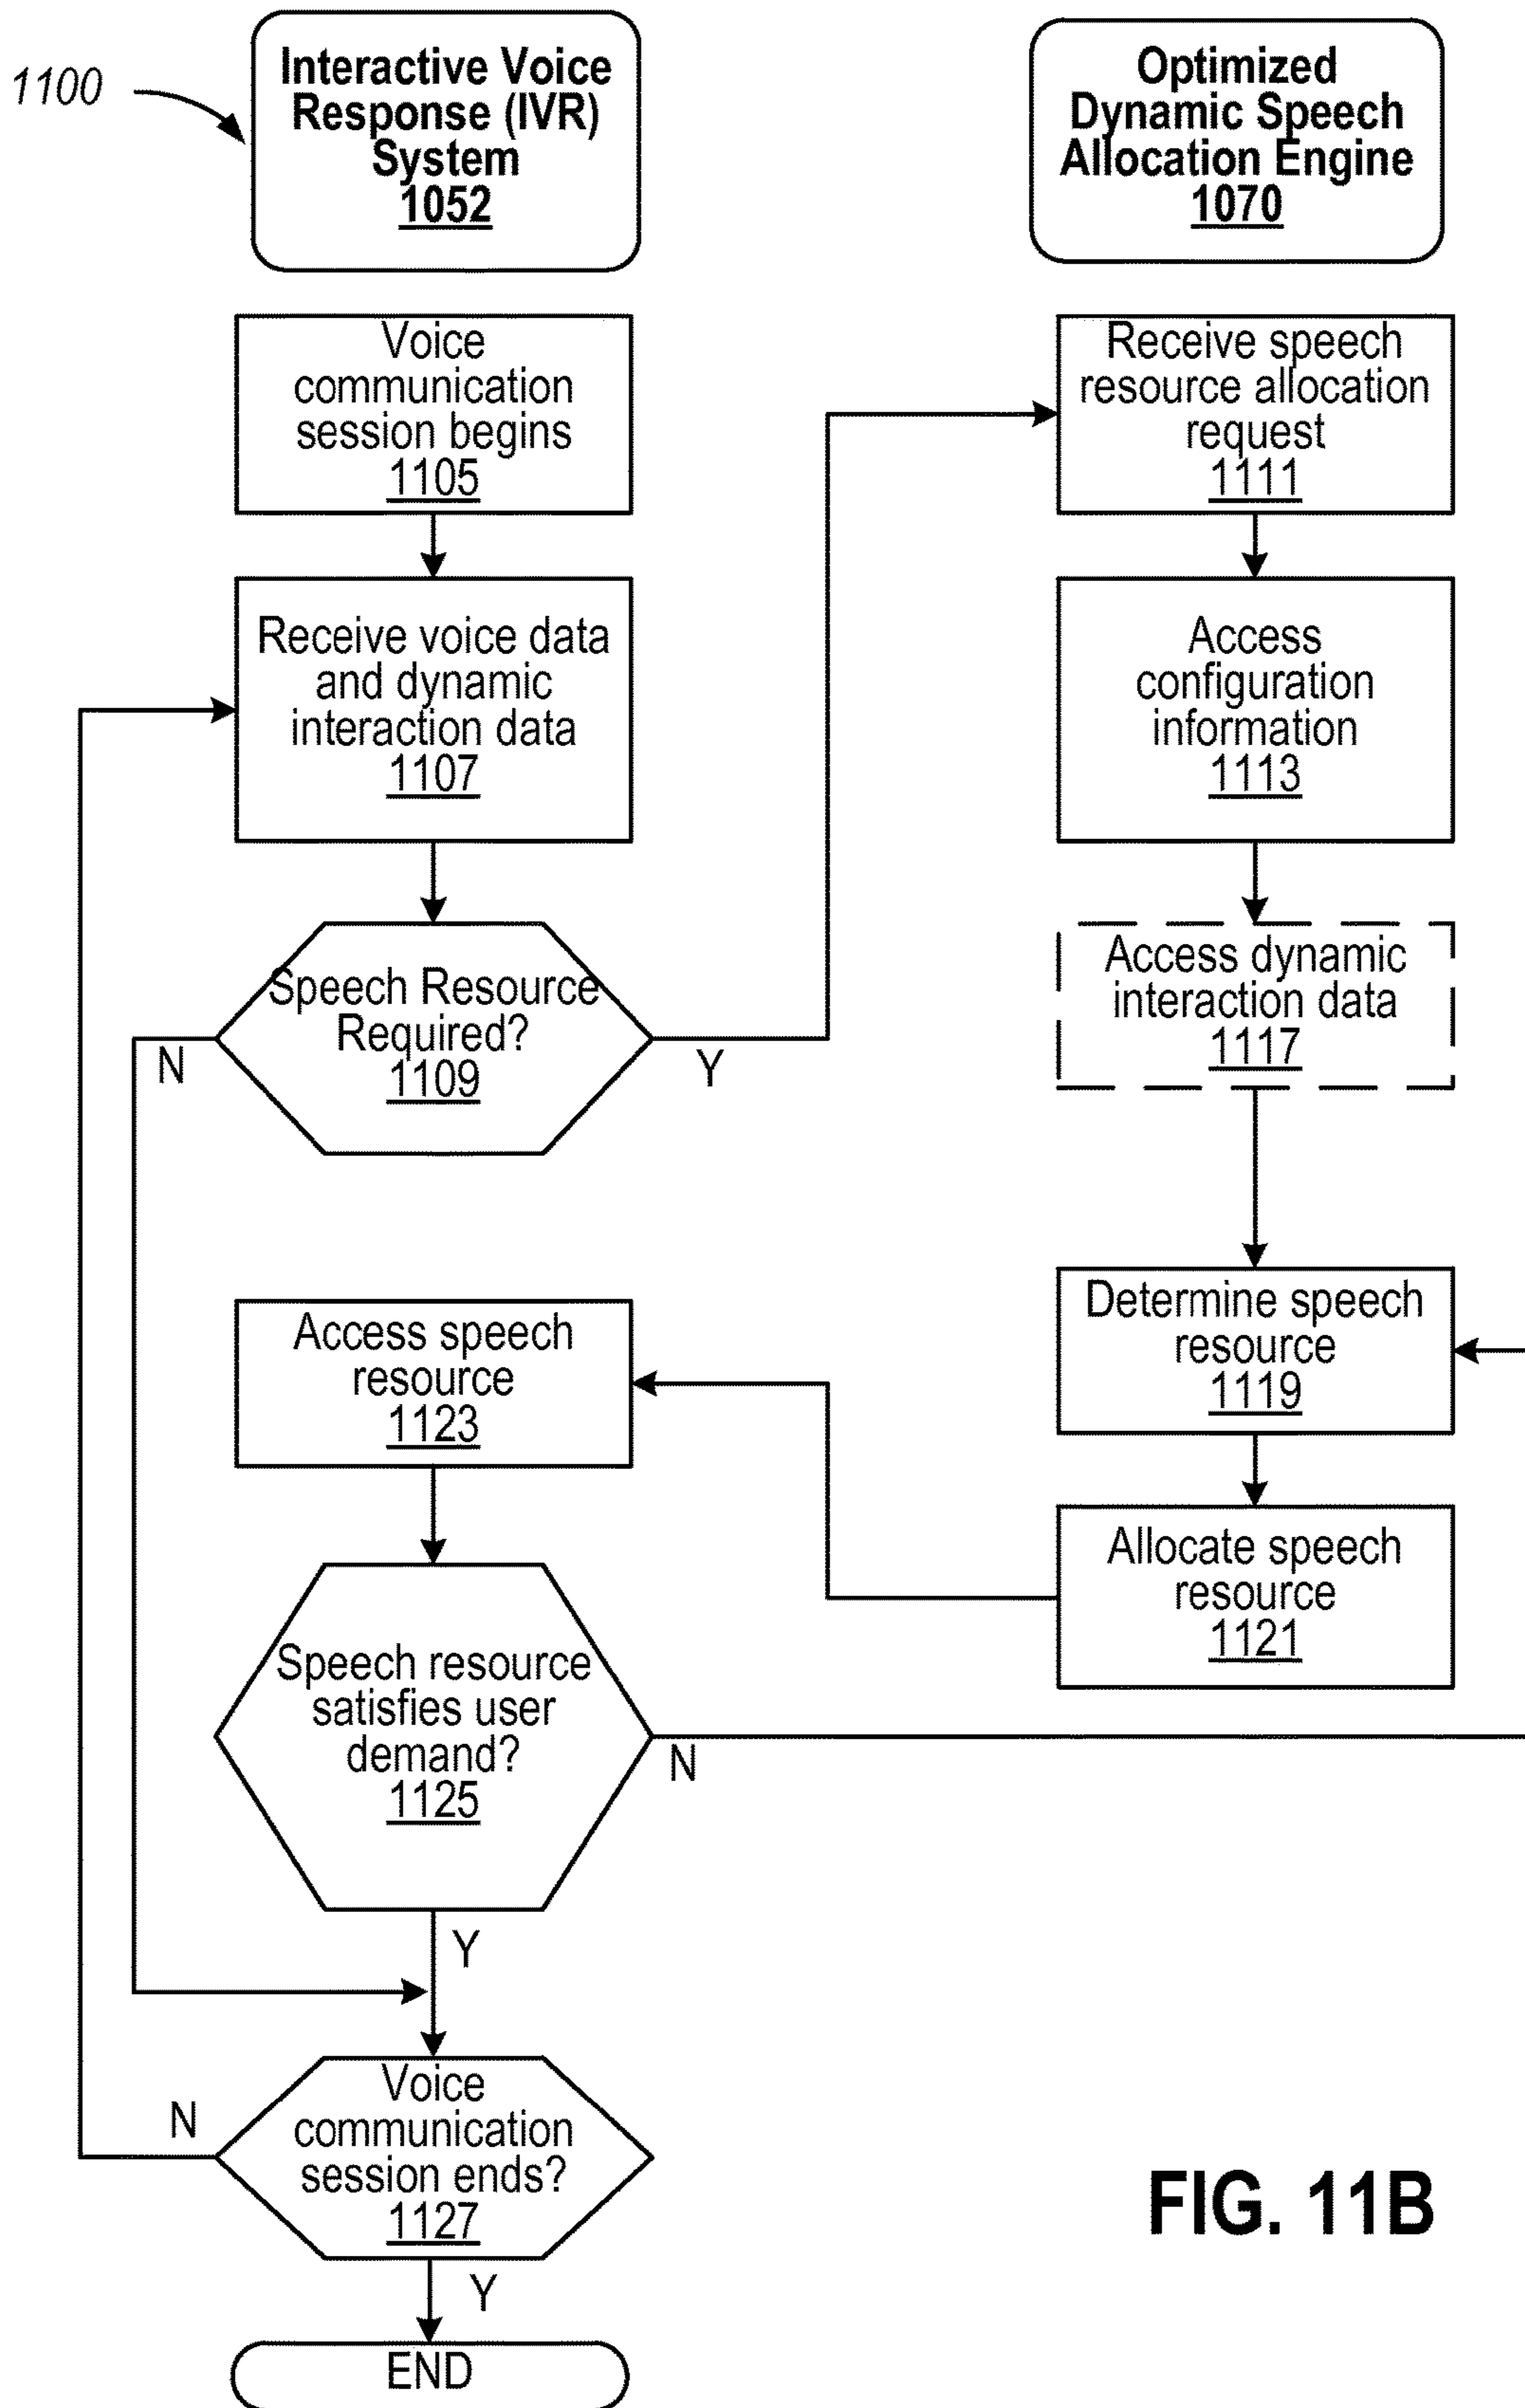 1100
Interactive Voice
Response (IVR)
System
1052
Optimized
Dynamic Speech
Allocation Engine
1070
Voice
communication
session begins
1105
Receive speech
resource allocation
request
1111
Receive voice data
and dynamic
interaction data
1107
Access
configuration
information
1113
Speech Resource
Required?
1109
N
Y
Access dynamic
interaction data
1117
Access speech
resource
1123
Determine speech
resource
1119
Allocate speech
resource
1121
Speech resource
satisfies user
demand?
1125
N
Y
Voice
communication
session ends?
1127
N
Y
END
FIG. 11B